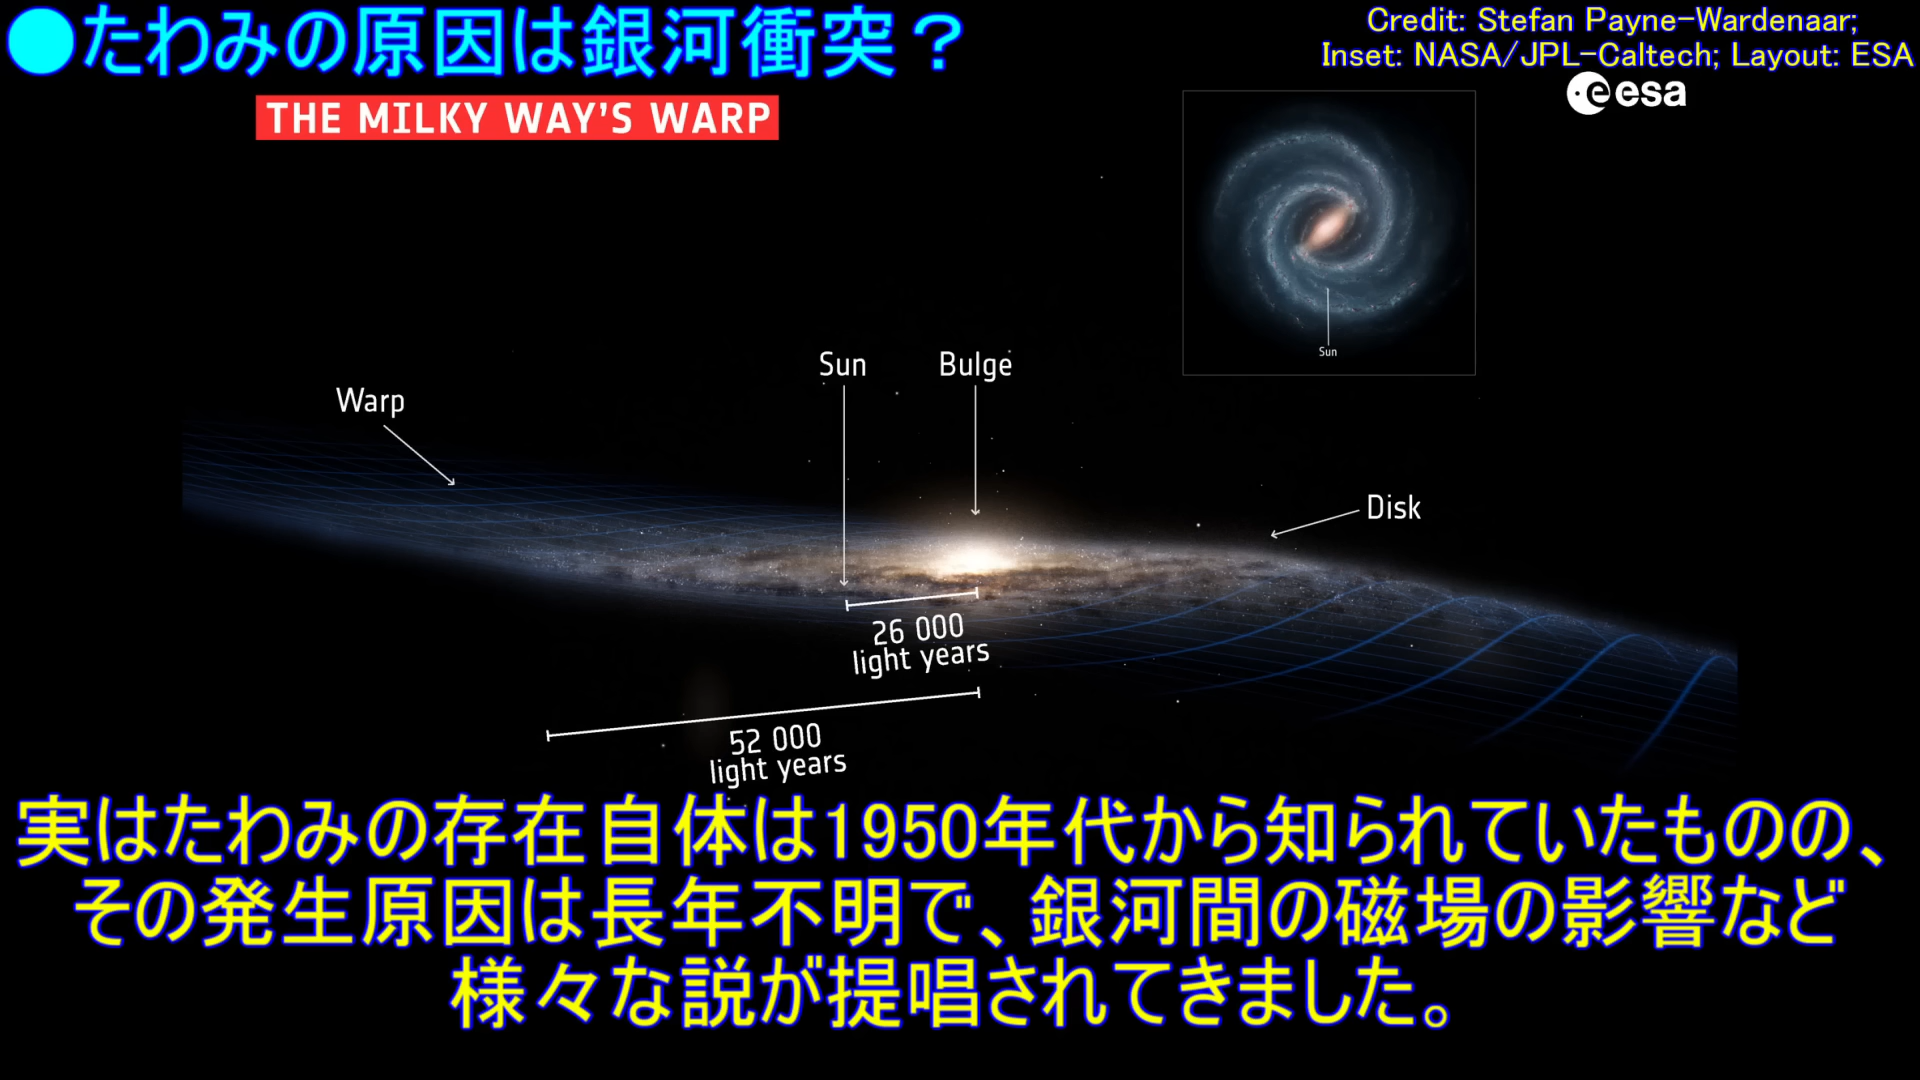 ●たわみの原因は銀河衝突？
Credit: Stefan Payne-Wardenaar;
Inset: NASA/JPL-Caltech; Layout: ESA
esa
THE MILKY WAY'S WARP
Sun
Sun
Bulge
Warp
Disk
26 000
light years
52 000
light years
実はたわみの存在自体は1950年代から知られていたものの、
その発生原因は長年不明で、銀河間の磁場の影響など
様々な説が提唱されてきました。